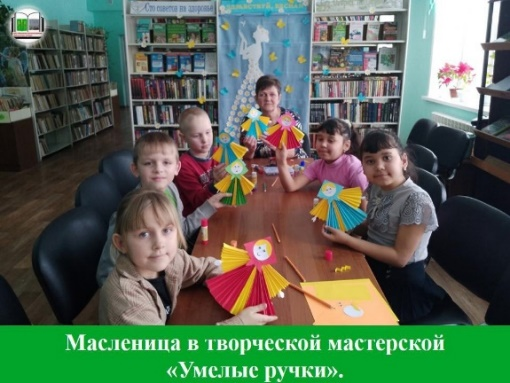 Масленица в творческой мастерской
«Умелые ручки».